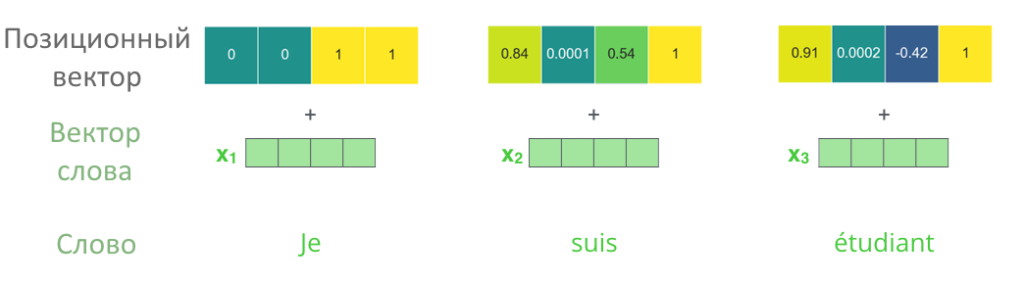 Позиционный вектор
0 0 1 1
0.84 0.0001 0.54 1
0.91 0.0002 -0.42 1
+ + +
Вектор слова
x1 x2 x3
Слово
Je suis étudiant